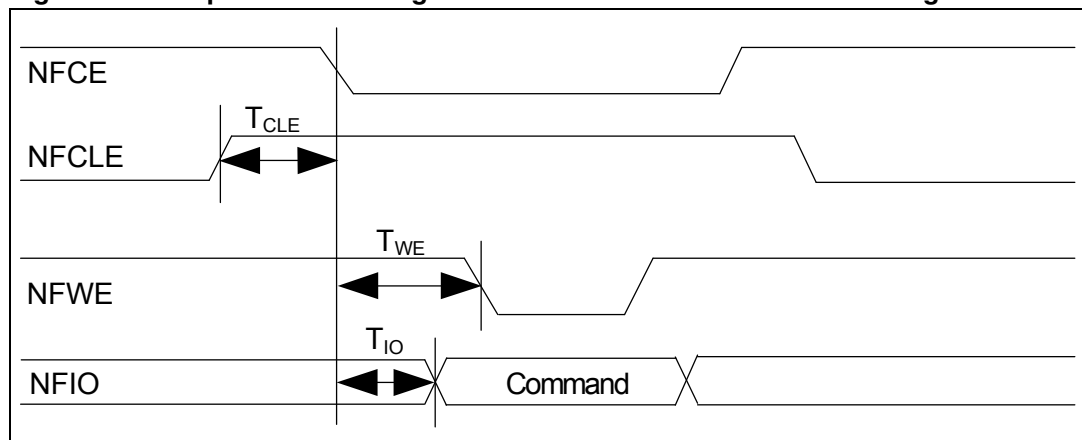 NFCE
T_CLE
NFCLE
T_WE
NFWE
T_IO
NFIO
Command